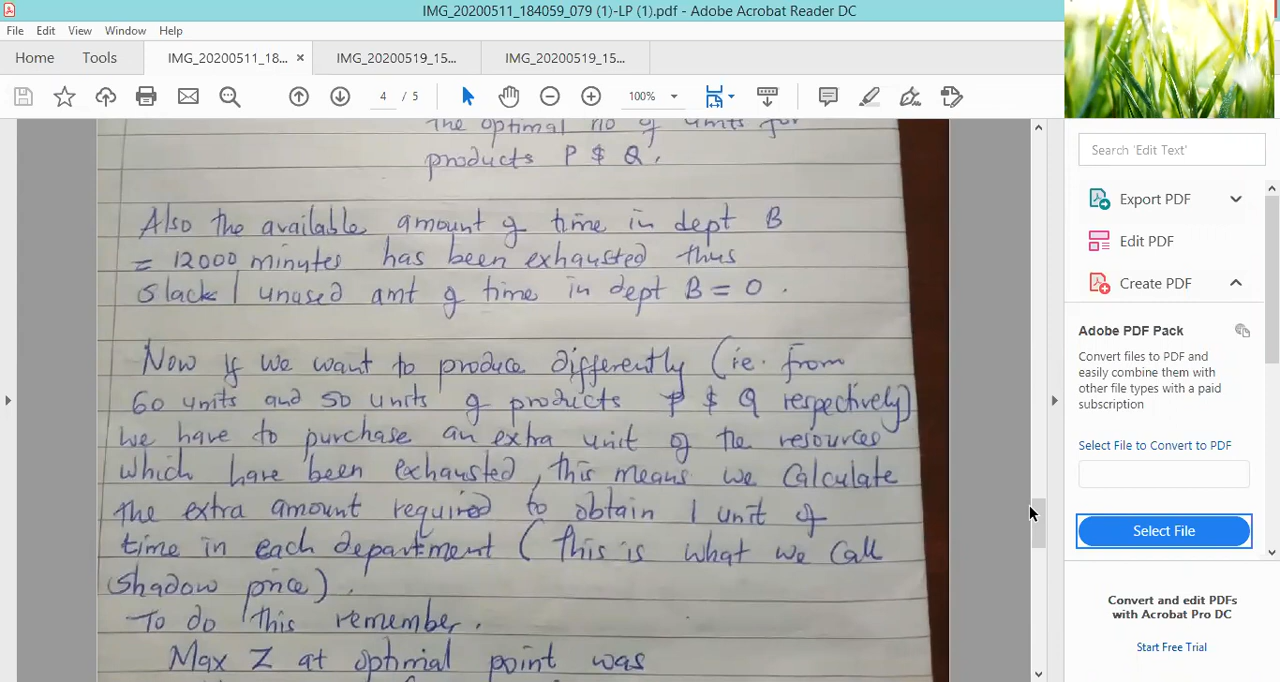 IMG_20200511_184059_079 (1)-LP (1).pdf - Adobe Acrobat Reader DC
File Edit View Window Help
Home Tools IMG_20200511_18... × IMG_20200519_15... IMG_20200519_15...
4 / 5 100%
The optimal no of units for
products P $ Q.
Also the available amount of time in dept B
= 12000 minutes has been exhausted thus
slack / unused amt of time in dept B = 0.
Now if we want to produce differently (ie. from
60 units and 50 units of products P $ Q respectively)
we have to purchase an extra unit of the resources
which have been exhausted, this means we calculate
the extra amount required to obtain 1 unit of
time in each department (this is what we call
(shadow price).
To do this remember.
Max Z at optimal point was
Search 'Edit Text'
Export PDF
Edit PDF
Create PDF
Adobe PDF Pack
Convert files to PDF and
easily combine them with
other file types with a paid
subscription
Select File to Convert to PDF
Select File
Convert and edit PDFs
with Acrobat Pro DC
Start Free Trial